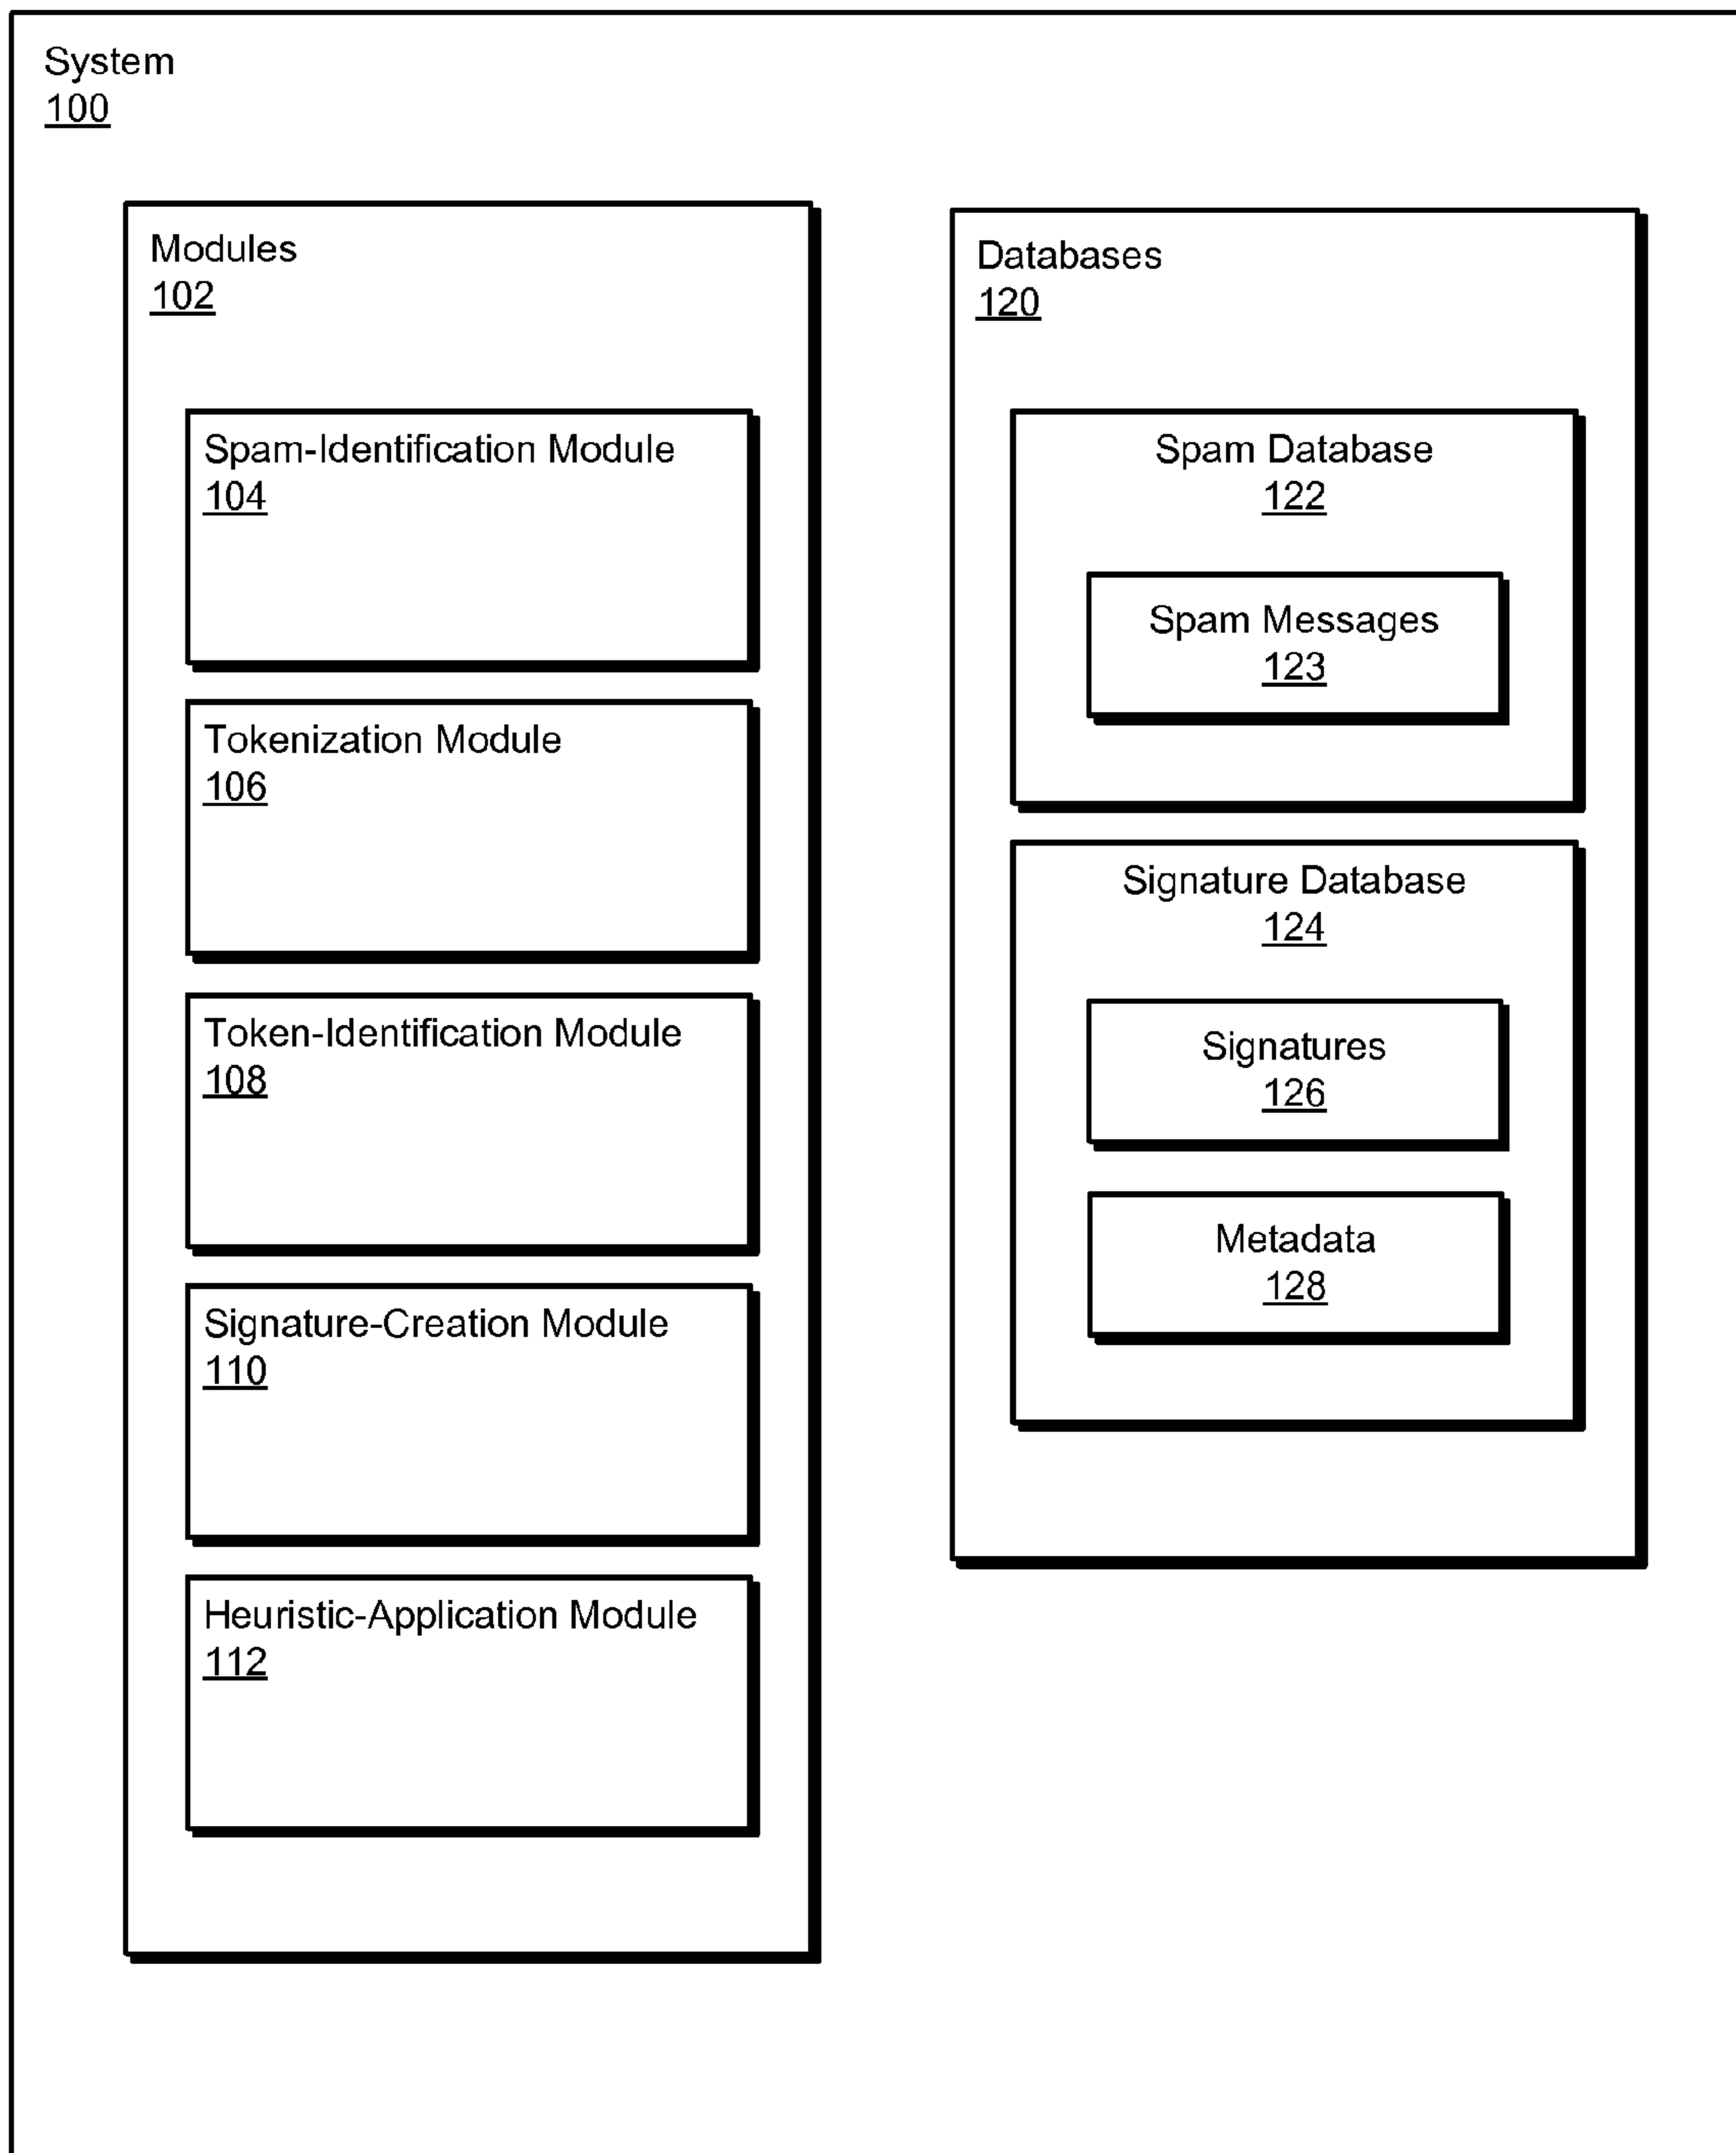 System
100
Modules
102
Spam-Identification Module
104
Tokenization Module
106
Token-Identification Module
108
Signature-Creation Module
110
Heuristic-Application Module
112
Databases
120
Spam Database
122
Spam Messages
123
Signature Database
124
Signatures
126
Metadata
128